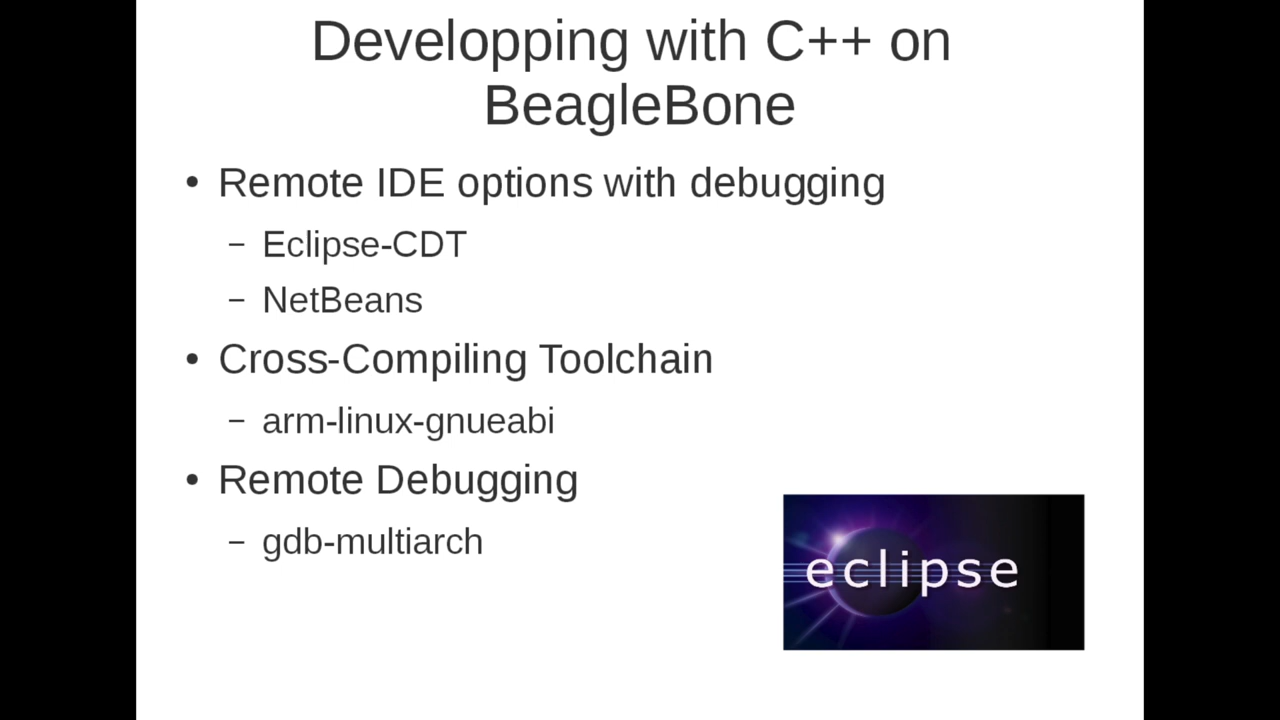 Developping with C++ on
BeagleBone
• Remote IDE options with debugging
– Eclipse-CDT
– NetBeans
• Cross-Compiling Toolchain
– arm-linux-gnueabi
• Remote Debugging
– gdb-multiarch
eclipse